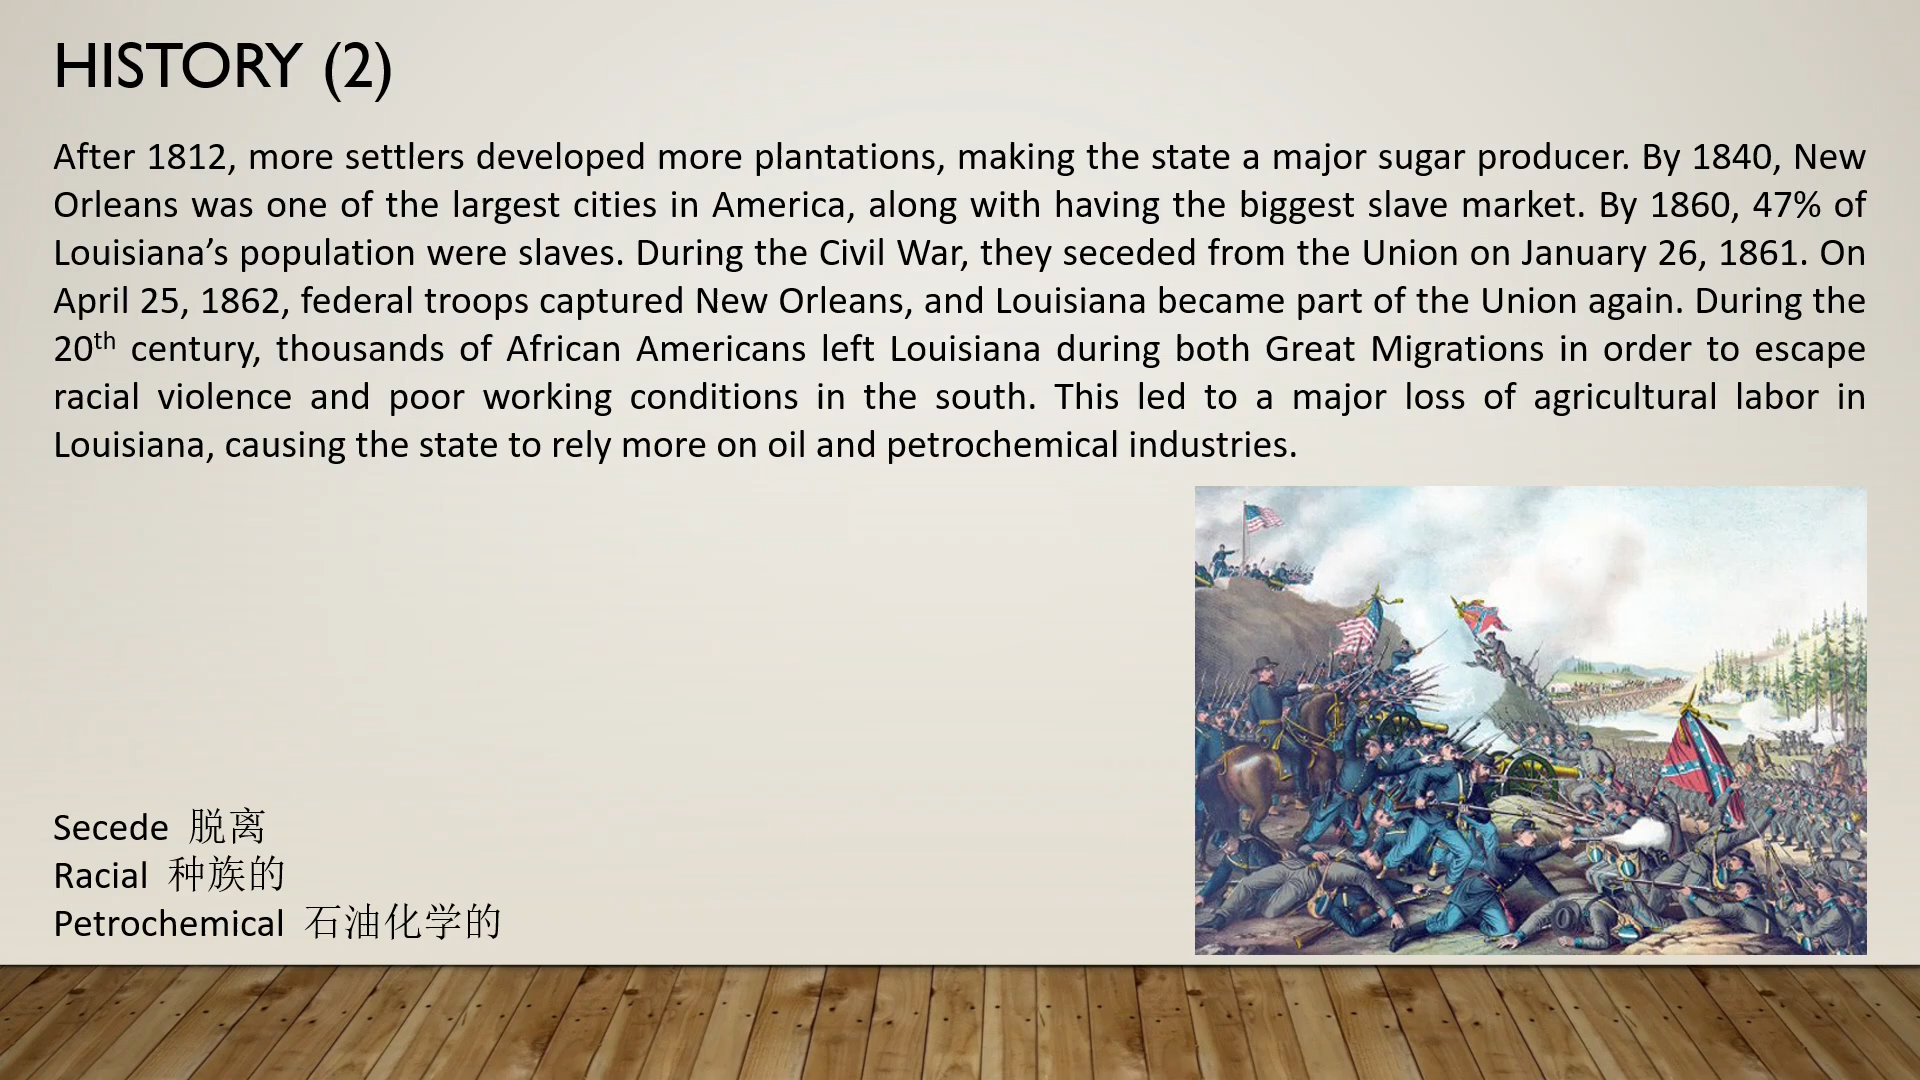 HISTORY (2)
After 1812, more settlers developed more plantations, making the state a major sugar producer. By 1840, New
Orleans was one of the largest cities in America, along with having the biggest slave market. By 1860, 47% of
Louisiana’s population were slaves. During the Civil War, they seceded from the Union on January 26, 1861. On
April 25, 1862, federal troops captured New Orleans, and Louisiana became part of the Union again. During the
20th century, thousands of African Americans left Louisiana during both Great Migrations in order to escape
racial violence and poor working conditions in the south. This led to a major loss of agricultural labor in
Louisiana, causing the state to rely more on oil and petrochemical industries.
Secede 脱离
Racial 种族的
Petrochemical 石油化学的